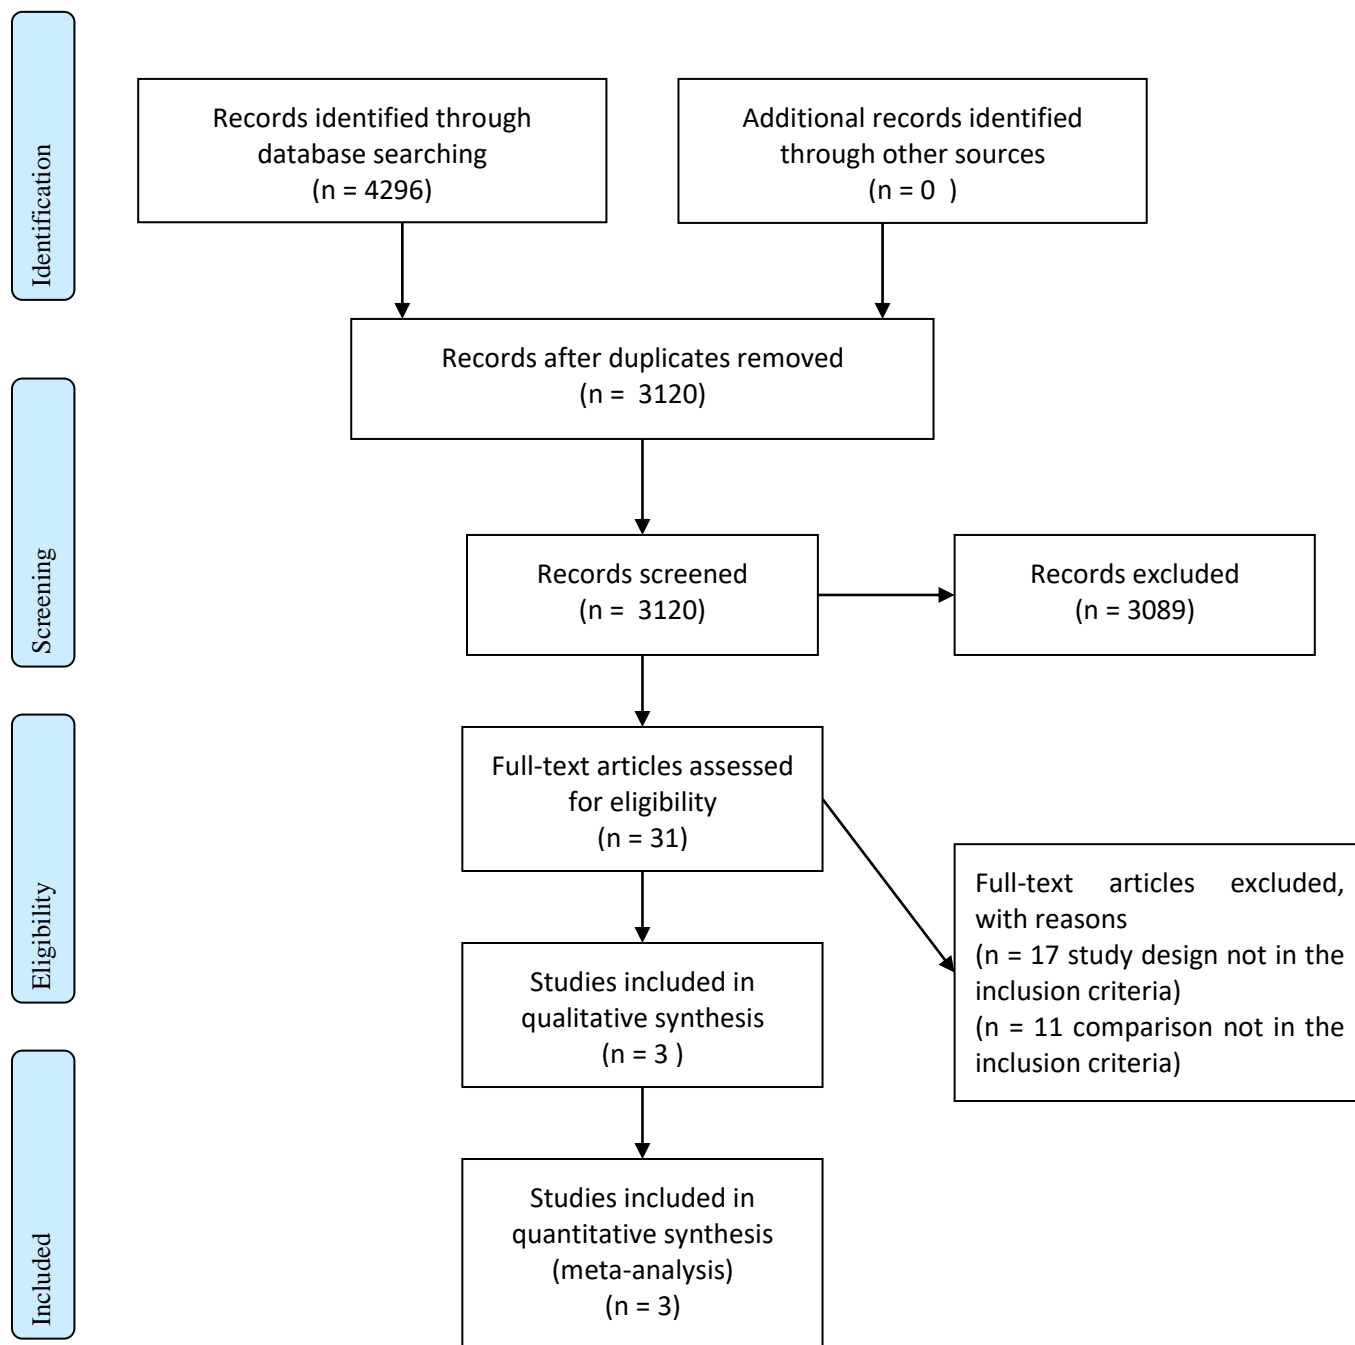 Identification
Records identified through
database searching
(n = 4296)
Additional records identified
through other sources
(n = 0  )
Records after duplicates removed
(n =  3120)
Screening
Records screened
(n =  3120)
Records excluded
(n = 3089)
Eligibility
Full-text articles assessed
for eligibility
(n = 31)
Full-text articles excluded,
with reasons
(n = 17 study design not in the
inclusion criteria)
(n = 11 comparison not in the
inclusion criteria)
Studies included in
qualitative synthesis
(n = 3 )
Included
Studies included in
quantitative synthesis
(meta-analysis)
(n = 3)